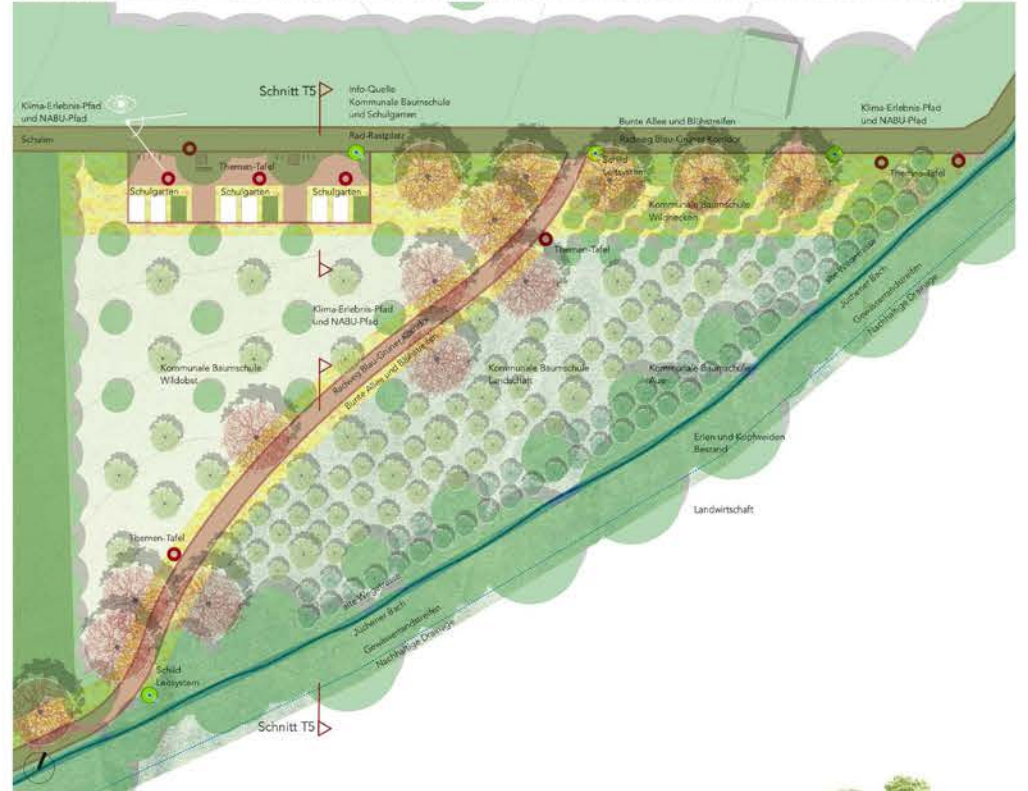 Schnitt T5
Info-Quelle
Kommunale Baumschule
und Schulgarten
Klima-Erlebnis-Pfad
und NABU-Pfad
Schulen
Rad-Rastplatz
Bunte Allee und Blühstreifen
Radweg Blau-Grüner Korridor
Klima-Erlebnis-Pfad
und NABU-Pfad
Themen-Tafel
Schild
Leitsystem
Themen-Tafel
Schulgarten
Schulgarten
Schulgarten
Kommunale Baumschule
Wildhecken
Themen-Tafel
alte Wegetrasse
Jüchener Bach
Gewässerrandstreifen
Nachhaltige Drainage
Klima-Erlebnis-Pfad
und NABU-Pfad
Radweg Blau-Grüner Korridor
Bunte Allee und Blühstreifen
Kommunale Baumschule
Wildobst
Kommunale Baumschule
Landschaft
Kommunale Baumschule
Aue
Erlen und Kopfweiden
Bestand
Landwirtschaft
Themen-Tafel
alte Wegetrasse
Jüchener Bach
Gewässerrandstreifen
Nachhaltige Drainage
Schild
Leitsystem
Schnitt T5